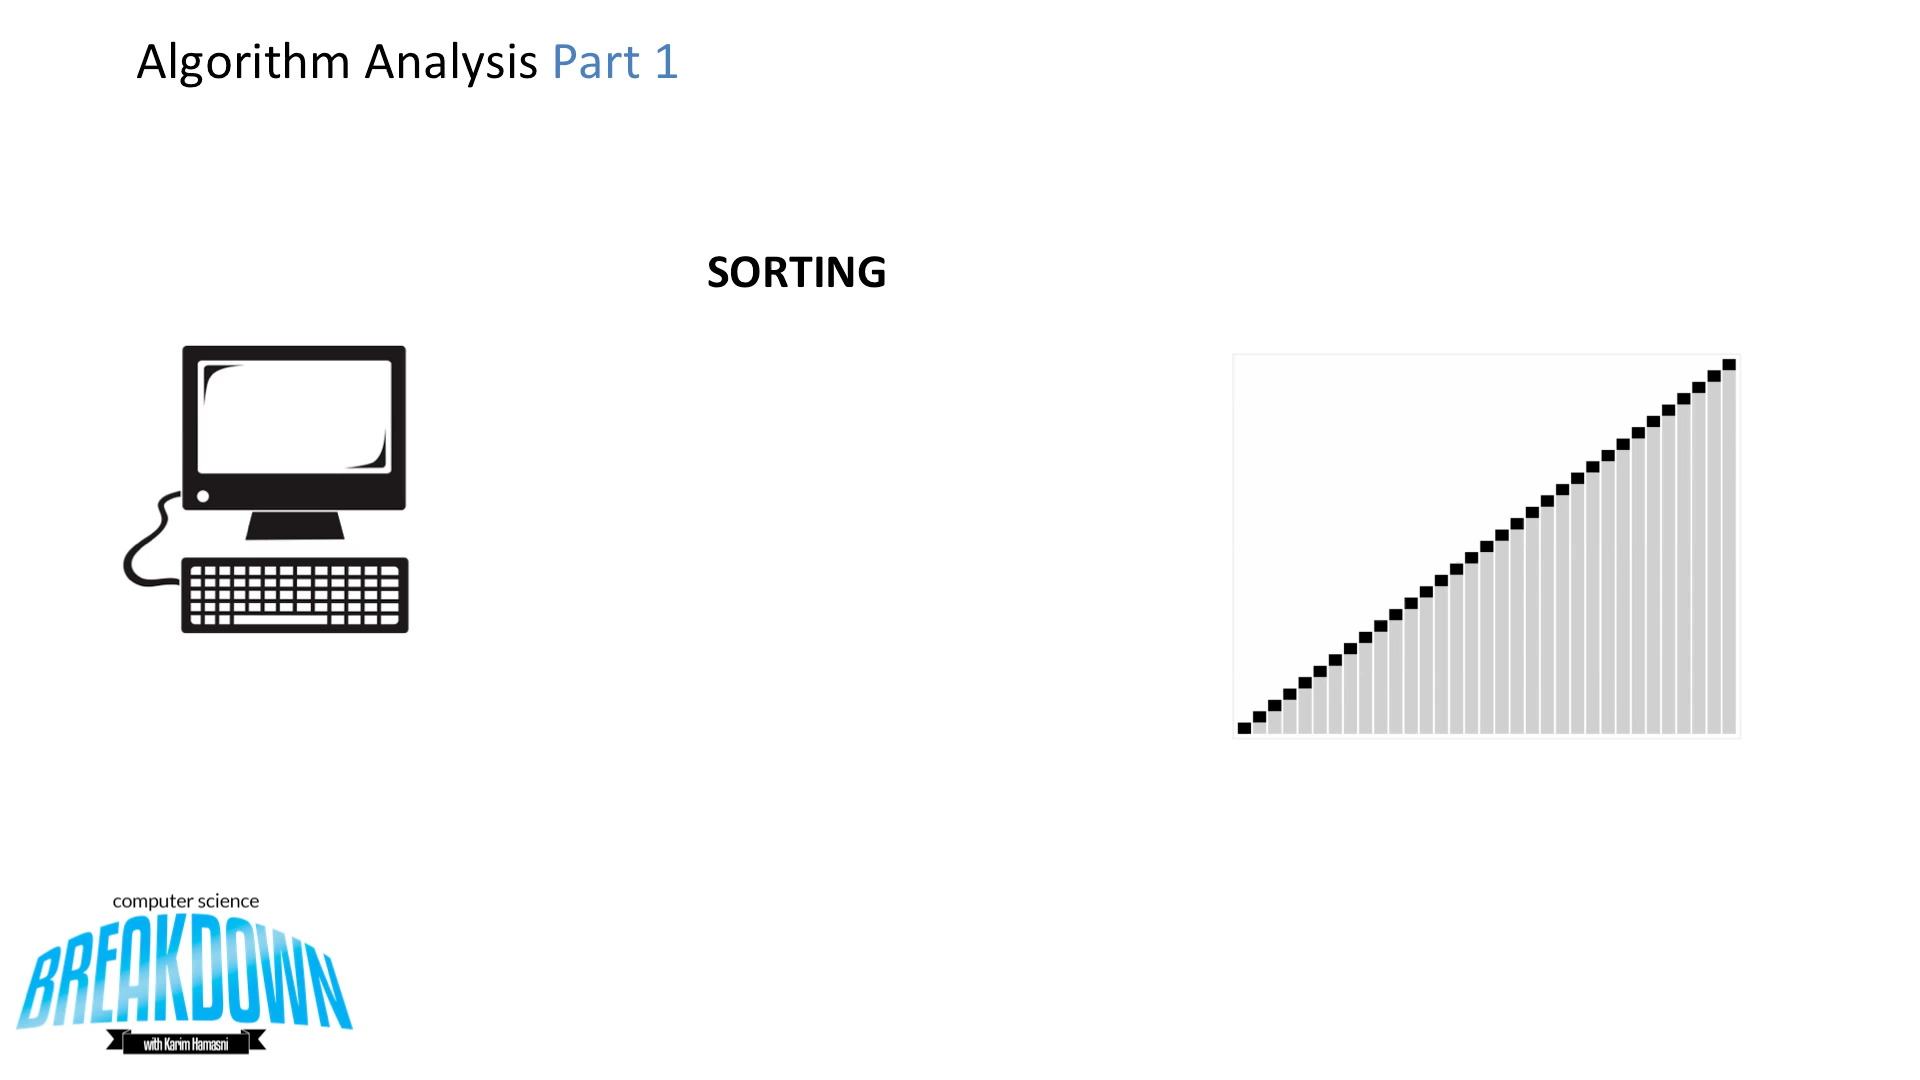 Algorithm Analysis Part 1
SORTING
computer science
BREAKDOWN
with Karim Hamasni